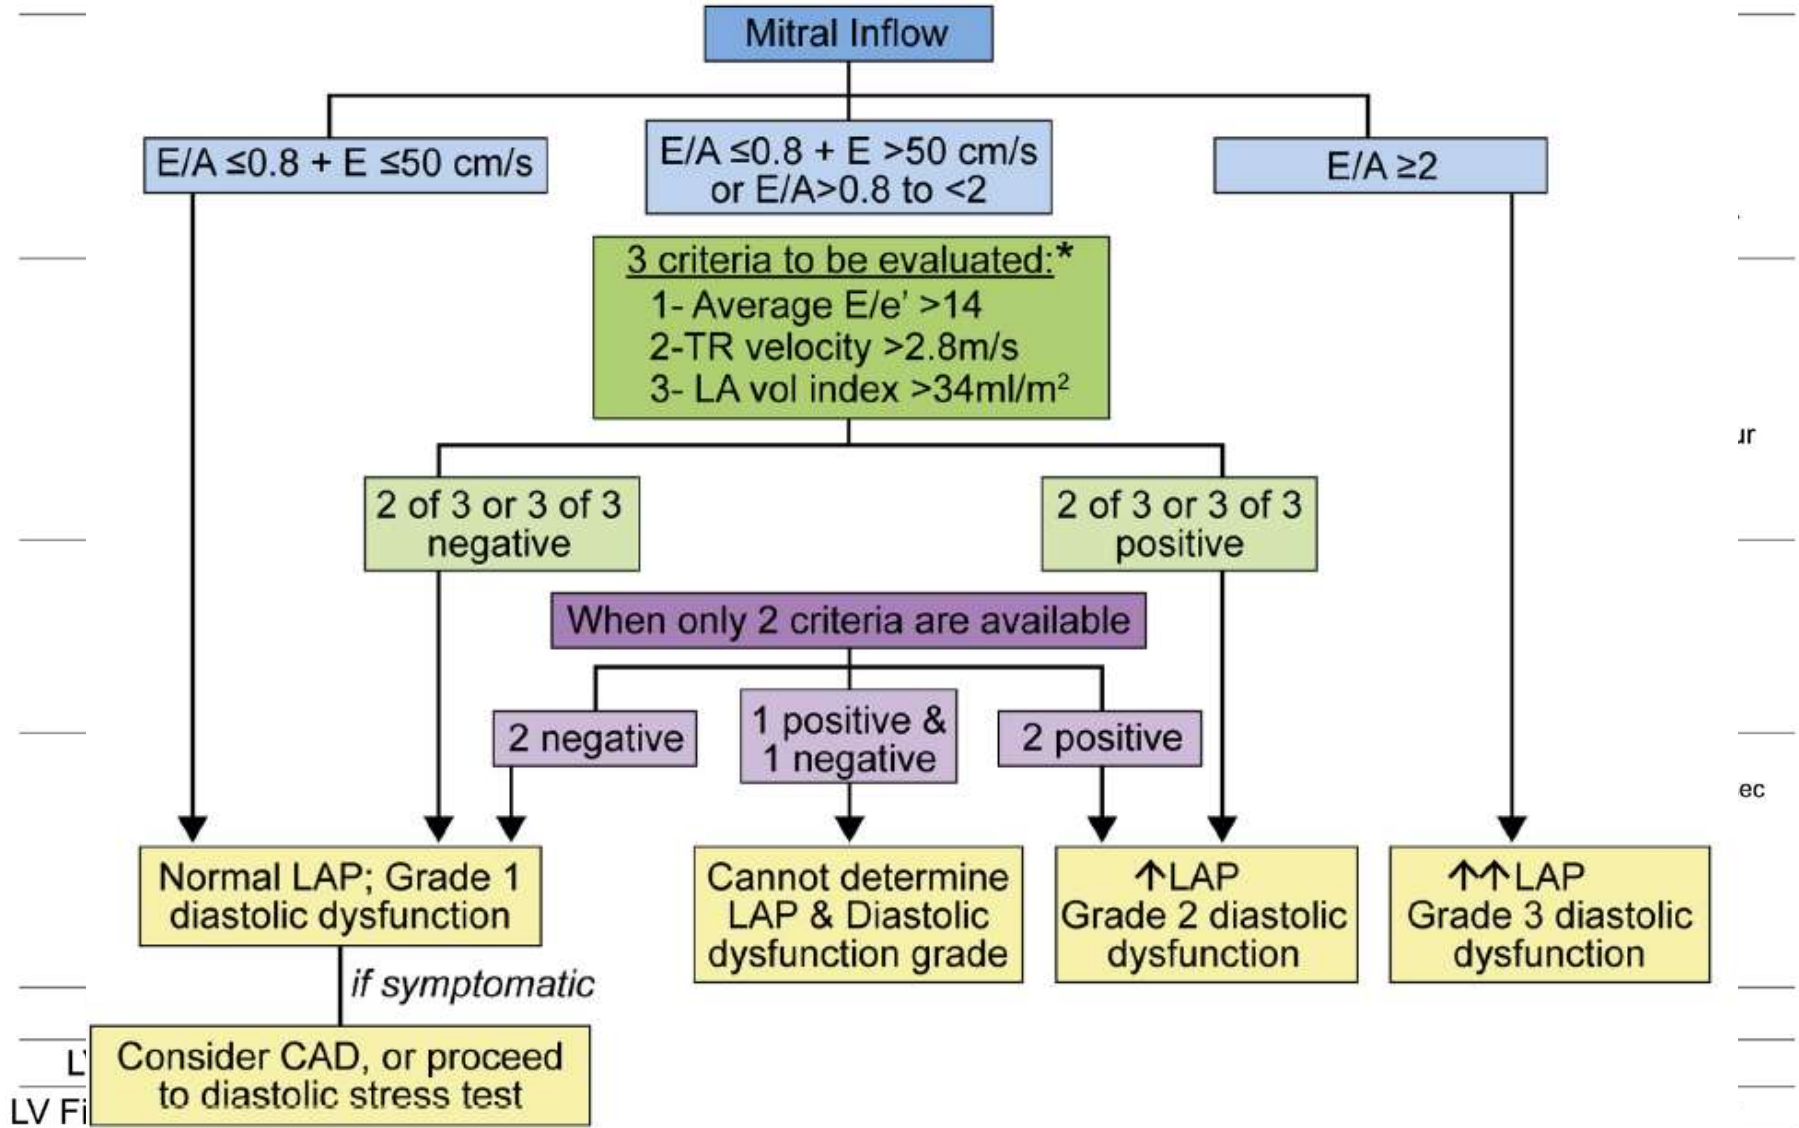 Mitral Inflow
E/A ≤0.8 + E ≤50 cm/s
E/A ≤0.8 + E >50 cm/s
or E/A>0.8 to <2
E/A ≥2
3 criteria to be evaluated:*
1- Average E/e’ >14
2-TR velocity >2.8m/s
3- LA vol index >34ml/m²
2 of 3 or 3 of 3
negative
2 of 3 or 3 of 3
positive
When only 2 criteria are available
2 negative
1 positive &
1 negative
2 positive
Normal LAP; Grade 1
diastolic dysfunction
Cannot determine
LAP & Diastolic
dysfunction grade
↑LAP
Grade 2 diastolic
dysfunction
↑↑LAP
Grade 3 diastolic
dysfunction
if symptomatic
Consider CAD, or proceed
to diastolic stress test
ec
LV Fi